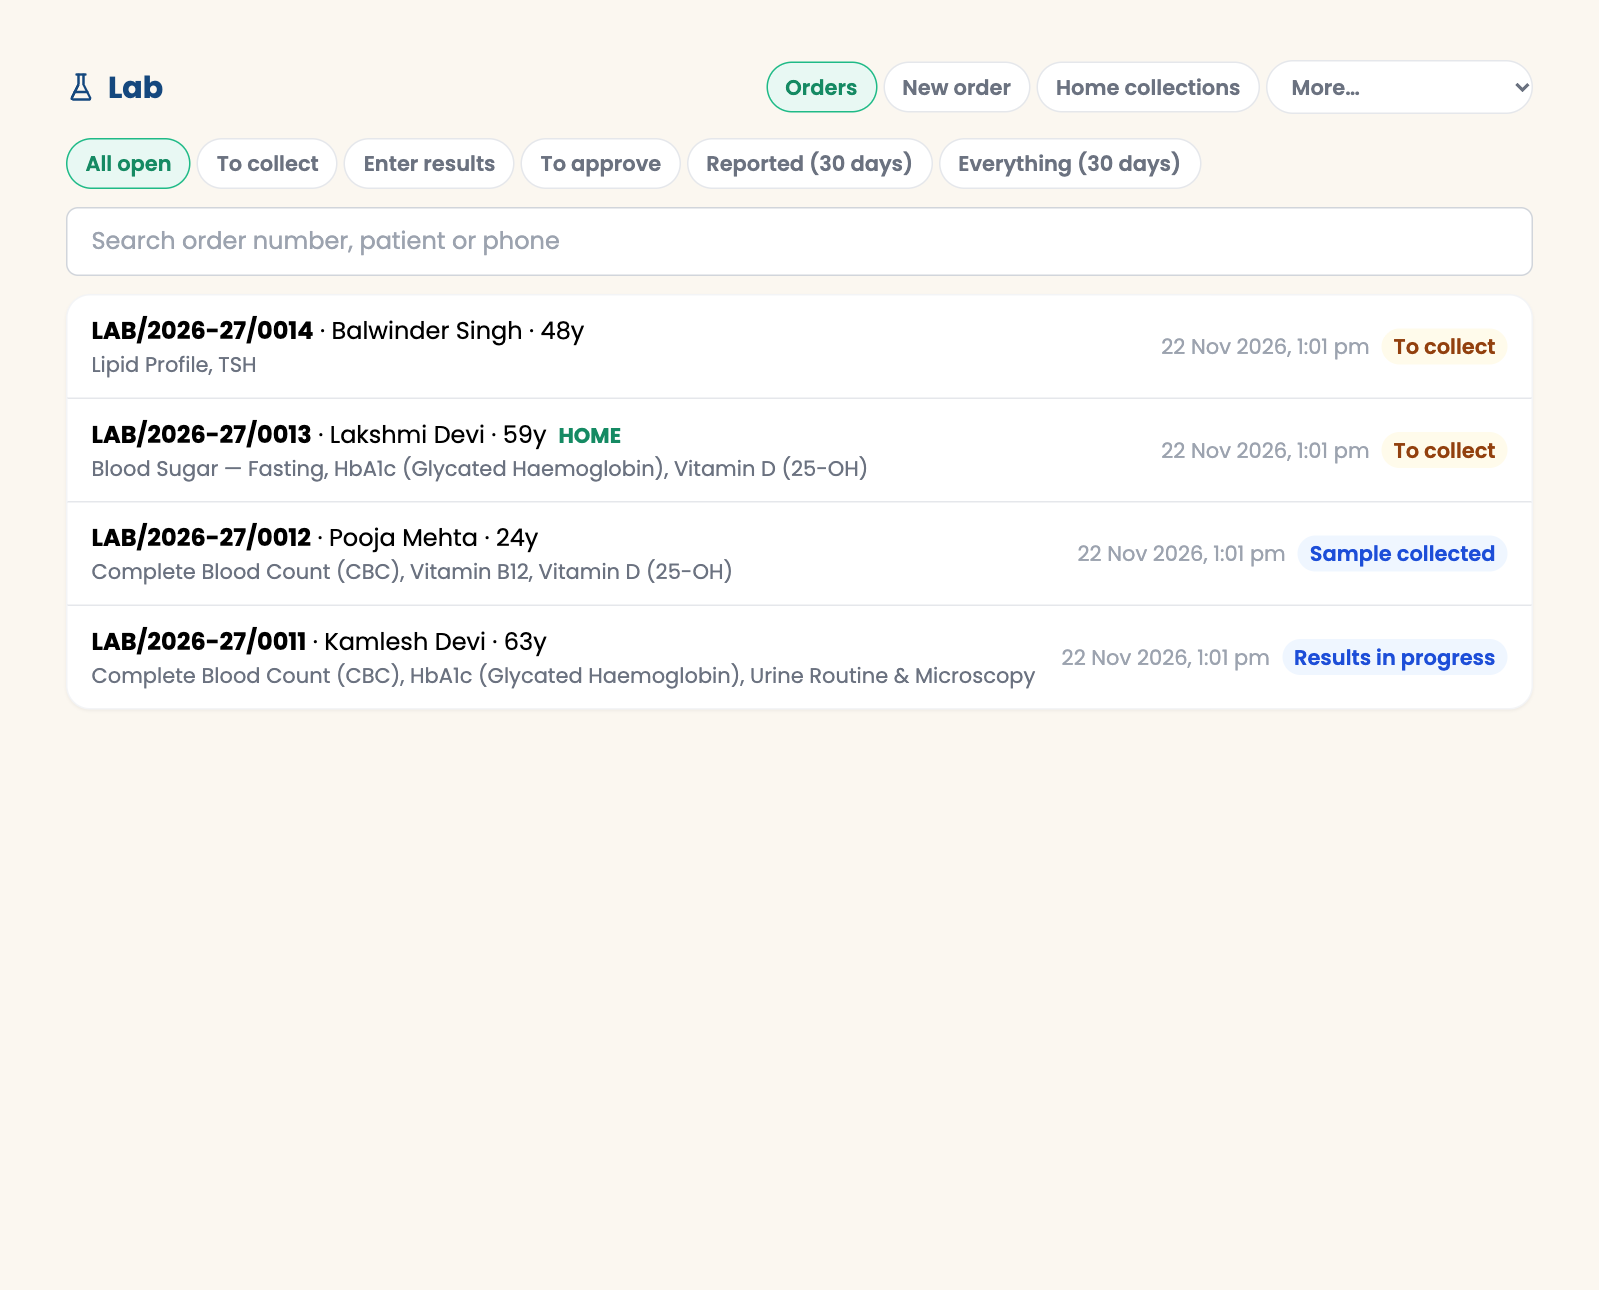 Lab
Orders New order Home collections More...
All open To collect Enter results To approve Reported (30 days) Everything (30 days)
Search order number, patient or phone
LAB/2026-27/0014 · Balwinder Singh · 48y
Lipid Profile, TSH
22 Nov 2026, 1:01 pm To collect
LAB/2026-27/0013 · Lakshmi Devi · 59y HOME
Blood Sugar — Fasting, HbA1c (Glycated Haemoglobin), Vitamin D (25-OH)
22 Nov 2026, 1:01 pm To collect
LAB/2026-27/0012 · Pooja Mehta · 24y
Complete Blood Count (CBC), Vitamin B12, Vitamin D (25-OH)
22 Nov 2026, 1:01 pm Sample collected
LAB/2026-27/0011 · Kamlesh Devi · 63y
Complete Blood Count (CBC), HbA1c (Glycated Haemoglobin), Urine Routine & Microscopy
22 Nov 2026, 1:01 pm Results in progress